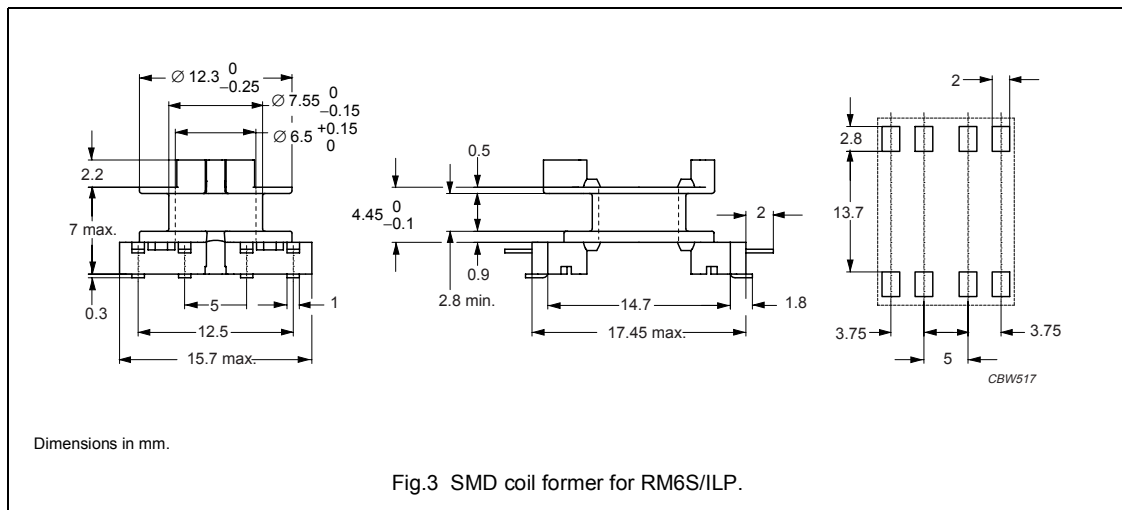 ∅ 12.3 0 −0.25
∅ 7.55 0 −0.15
∅ 6.5 +0.15 0
2.2
7 max.
0.3
5
1
12.5
15.7 max.
0.5
4.45 0 −0.1
2
0.9
2.8 min.
14.7
1.8
17.45 max.
2
2.8
13.7
3.75
3.75
5
CBW517
Dimensions in mm.
Fig.3 SMD coil former for RM6S/ILP.